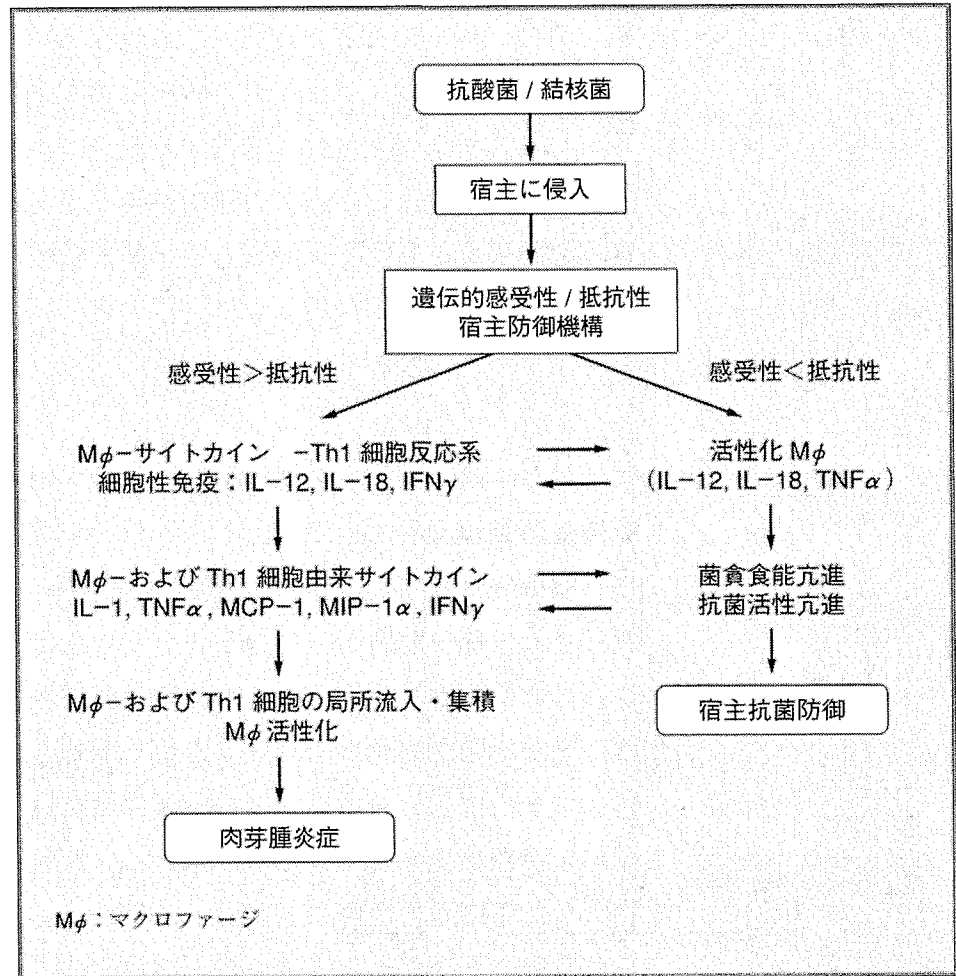 抗酸菌 / 結核菌
宿主に侵入
遺伝的感受性 / 抵抗性
宿主防御機構
感受性＞抵抗性
感受性＜抵抗性
Mφ−サイトカイン −Th1 細胞反応系
細胞性免疫：IL−12, IL−18, IFNγ
活性化 Mφ
（IL−12, IL−18, TNFα）
Mφ−および Th1 細胞由来サイトカイン
IL−1, TNFα, MCP−1, MIP−1α, IFNγ
菌貪食能亢進
抗菌活性亢進
Mφ−および Th1 細胞の局所流入・集積
Mφ 活性化
宿主抗菌防御
肉芽腫炎症
Mφ：マクロファージ